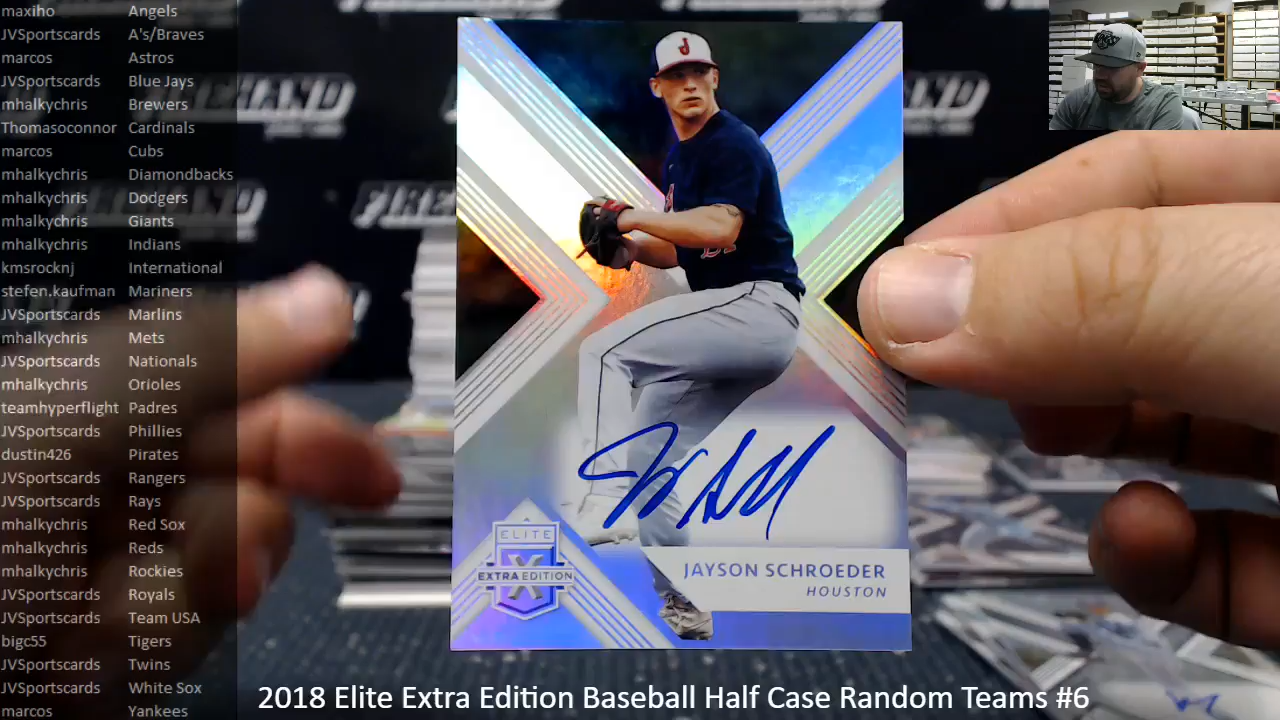 maxiho Angels
JVSportscards A's/Braves
marcos Astros
JVSportscards Blue Jays
mhalkychris Brewers
Thomasoconnor Cardinals
marcos Cubs
mhalkychris Diamondbacks
mhalkychris Dodgers
mhalkychris Giants
mhalkychris Indians
kmsrocknj International
stefen.kaufman Mariners
JVSportscards Marlins
mhalkychris Mets
JVSportscards Nationals
mhalkychris Orioles
teamhyperflight Padres
JVSportscards Phillies
dustin426 Pirates
JVSportscards Rangers
JVSportscards Rays
mhalkychris Red Sox
mhalkychris Reds
mhalkychris Rockies
JVSportscards Royals
JVSportscards Team USA
bigc55 Tigers
JVSportscards Twins
JVSportscards White Sox
marcos Yankees
J
ELITE
X
EXTRA EDITION
JAYSON SCHROEDER
HOUSTON
2018 Elite Extra Edition Baseball Half Case Random Teams #6